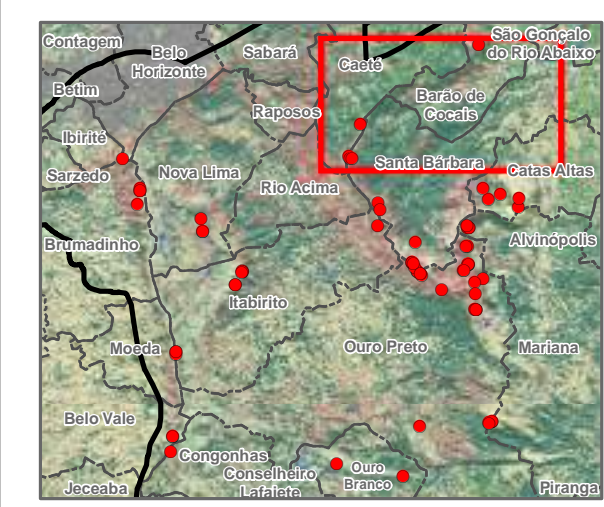 São Gonçalo
do Rio Abaixo
Contagem
Belo
Horizonte
Sabará
Caeté
Betim
Barão de
Cocais
Raposos
Ibirité
Sarzedo
Nova Lima
Santa Bárbara
Catas Altas
Rio Acima
Brumadinho
Alvinópolis
Itabirito
Moeda
Ouro Preto
Mariana
Belo Vale
Congonhas
Conselheiro
Lafaiete
Ouro
Branco
Jeceaba
Piranga